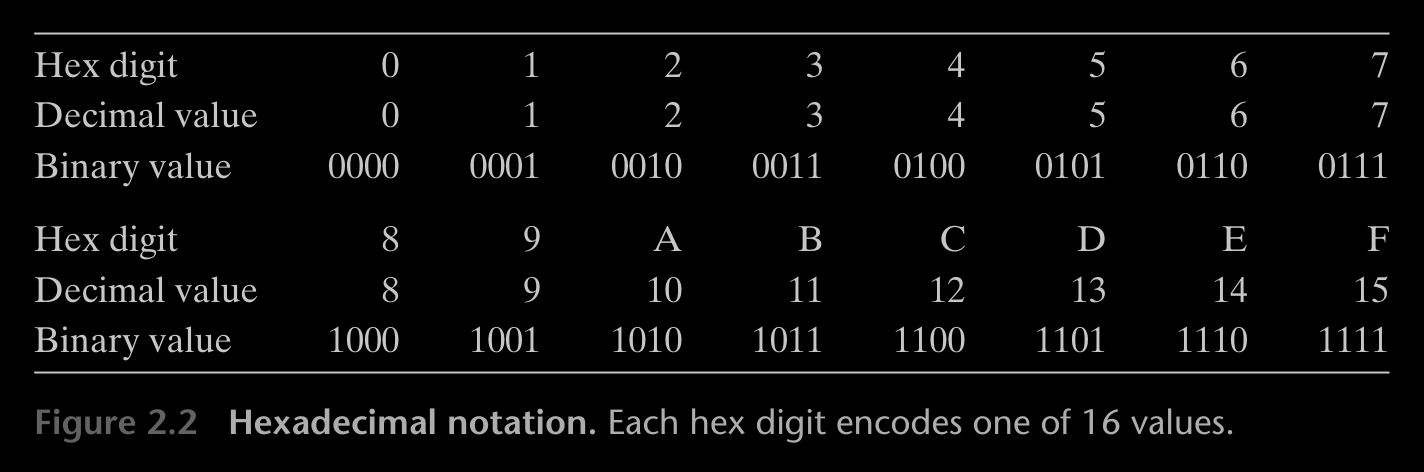 Hex digit 0 1 2 3 4 5 6 7
Decimal value 0 1 2 3 4 5 6 7
Binary value 0000 0001 0010 0011 0100 0101 0110 0111
Hex digit 8 9 A B C D E F
Decimal value 8 9 10 11 12 13 14 15
Binary value 1000 1001 1010 1011 1100 1101 1110 1111
Figure 2.2 Hexadecimal notation. Each hex digit encodes one of 16 values.